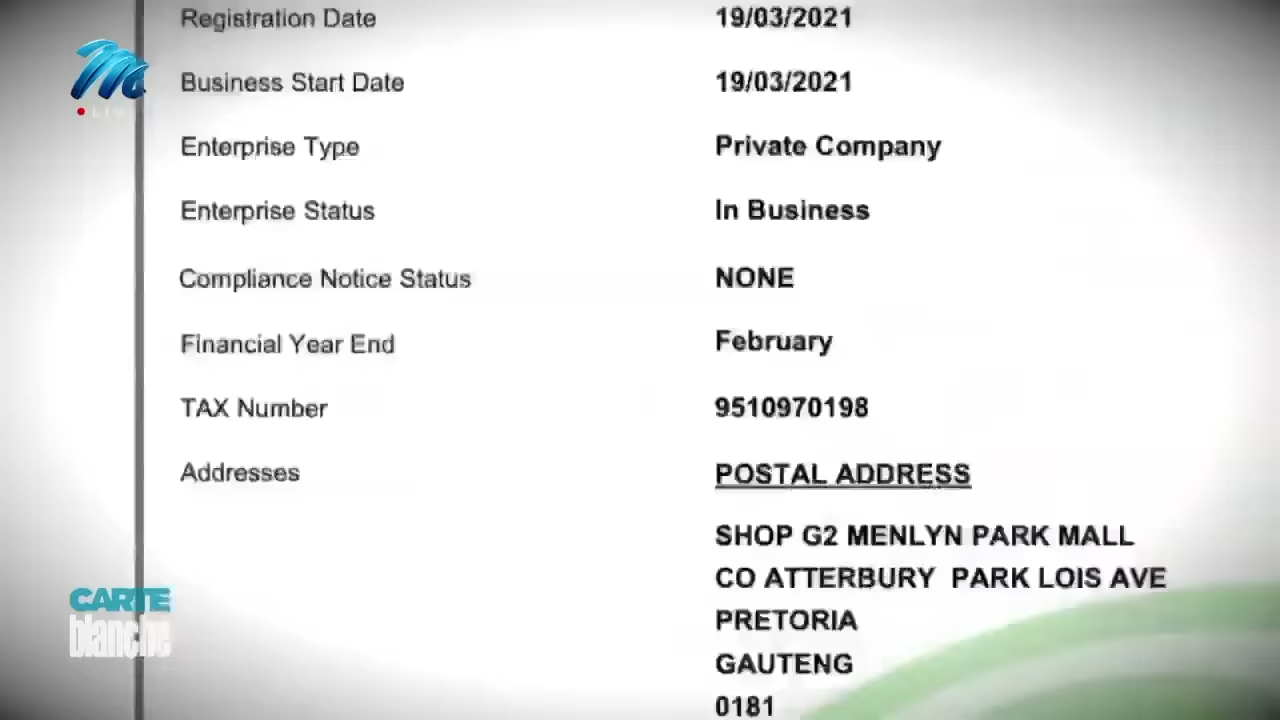 Registration Date 19/03/2021
Business Start Date 19/03/2021
Enterprise Type Private Company
Enterprise Status In Business
Compliance Notice Status NONE
Financial Year End February
TAX Number 9510970198
Addresses POSTAL ADDRESS
SHOP G2 MENLYN PARK MALL
CO ATTERBURY PARK LOIS AVE
PRETORIA
GAUTENG
0181
CARTE
blanche